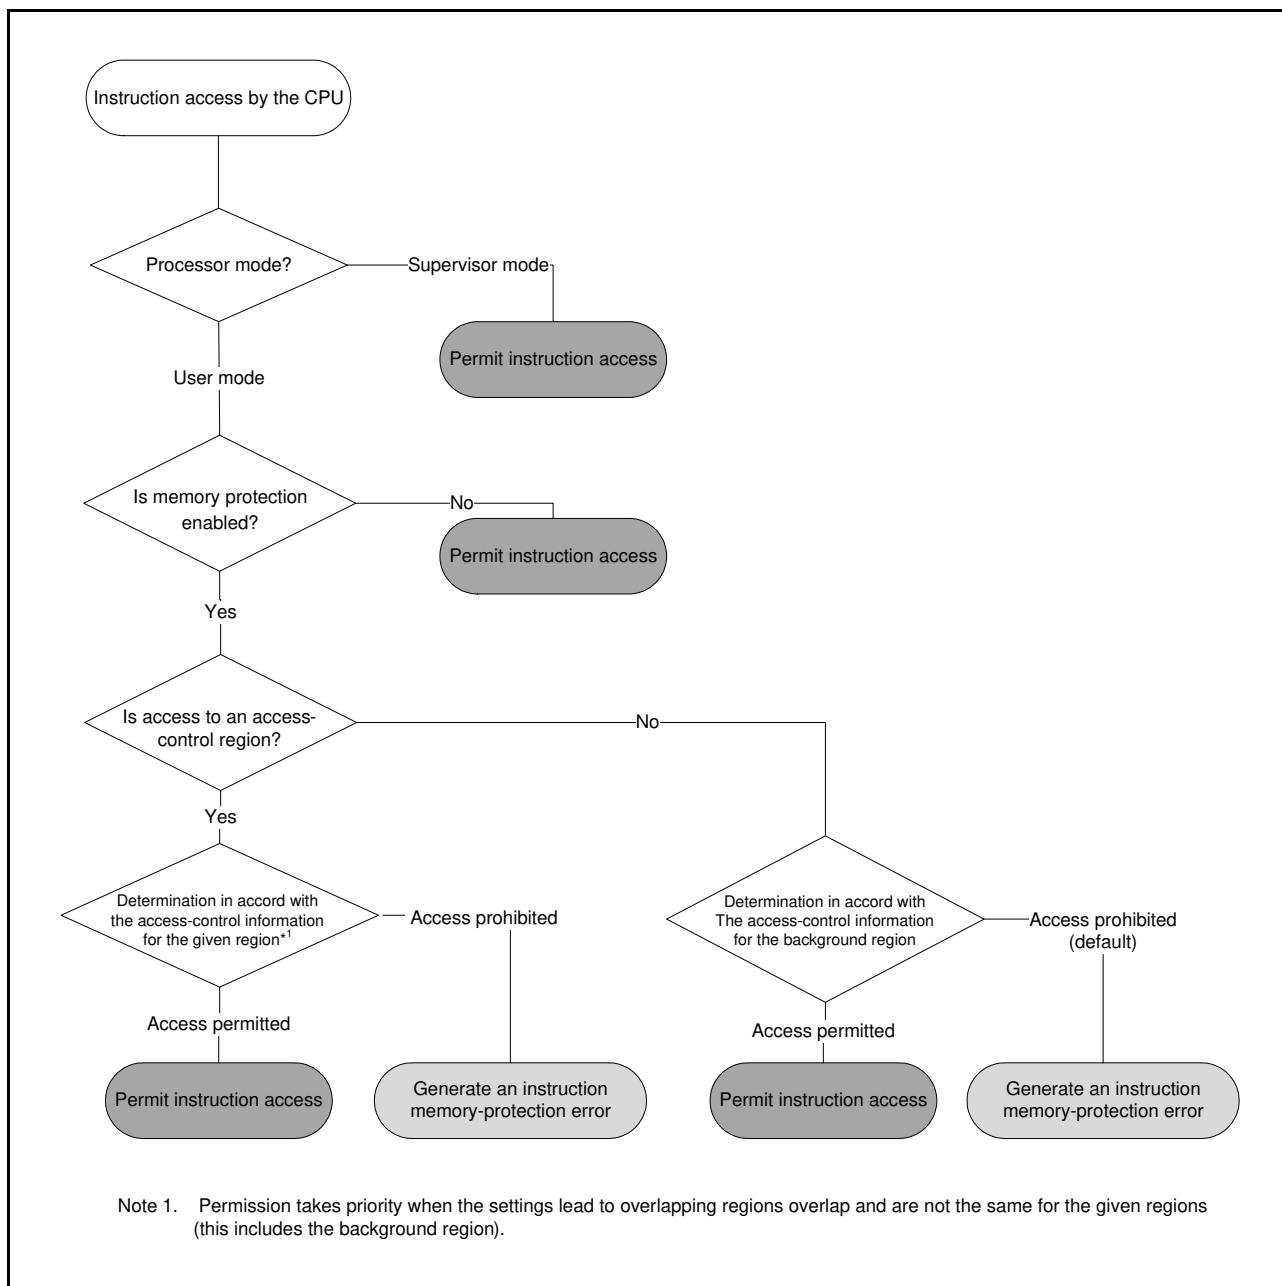 Instruction access by the CPU
Processor mode?
Supervisor mode
Permit instruction access
User mode
Is memory protection
enabled?
No
Permit instruction access
Yes
Is access to an access-
control region?
No
Yes
Determination in accord with
the access-control information
for the given region*1
Access prohibited
Determination in accord with
The access-control information
for the background region
Access prohibited
(default)
Access permitted
Access permitted
Permit instruction access
Generate an instruction
memory-protection error
Permit instruction access
Generate an instruction
memory-protection error
Note 1. Permission takes priority when the settings lead to overlapping regions overlap and are not the same for the given regions
(this includes the background region).